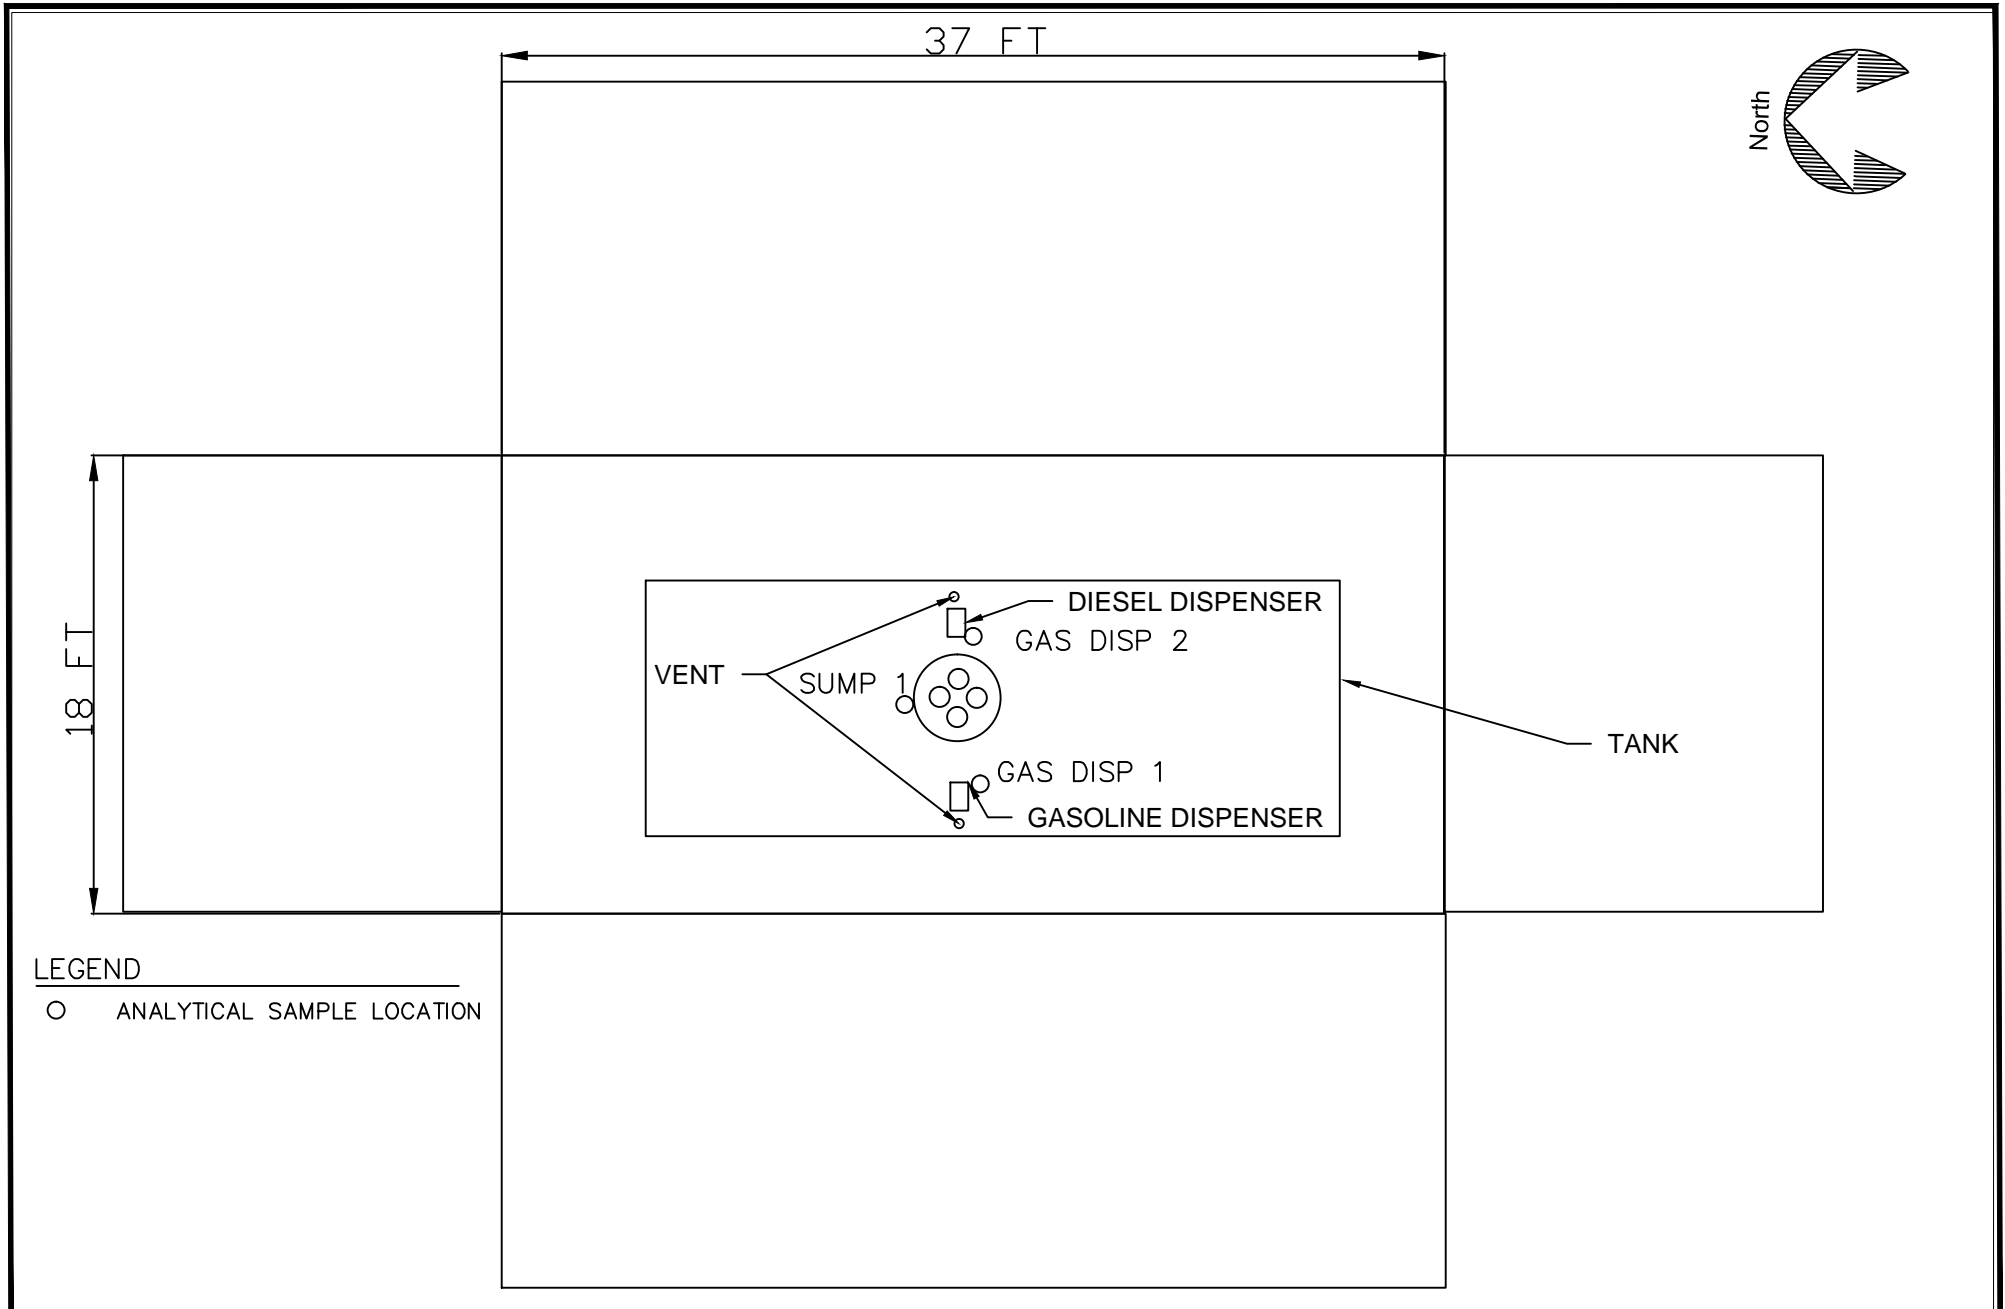 37 FT
North
DIESEL DISPENSER
GAS DISP 2
VENT
SUMP 1
18 FT
TANK
GAS DISP 1
GASOLINE DISPENSER
LEGEND
ANALYTICAL SAMPLE LOCATION